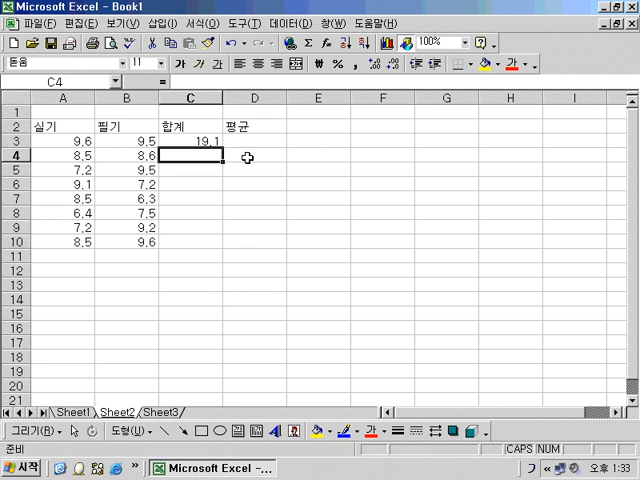 Microsoft Excel - Book1
파일(F) 편집(E) 보기(V) 삽입(I) 서식(O) 도구(T) 데이터(D) 창(W) 도움말(H)
100%
돋움 11 가 가 가
C4 =
A B C D E F G H I
1
2 실기 필기 합계 평균
3 9.6 9.5 19.1
4 8.5 8.6
5 7.2 9.5
6 9.1 7.2
7 8.5 6.3
8 6.4 7.5
9 7.2 9.2
10 8.5 9.6
11
12
13
14
15
16
17
18
19
20
21
Sheet1 Sheet2 Sheet3
그리기(R) 도형(U) 가
준비 CAPS NUM
시작 Microsoft Excel -... 오후 1:33